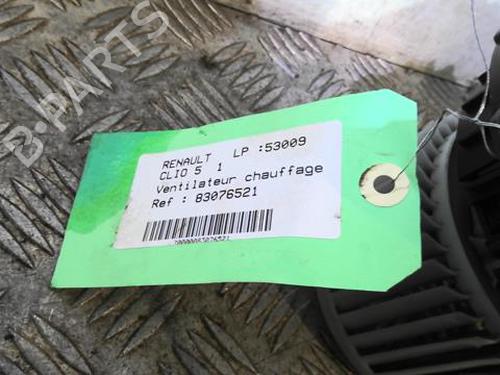 B-PARTS
RENAULT LP :53009
CLIO 5 1
Ventilateur chauffage
Ref : 83076521